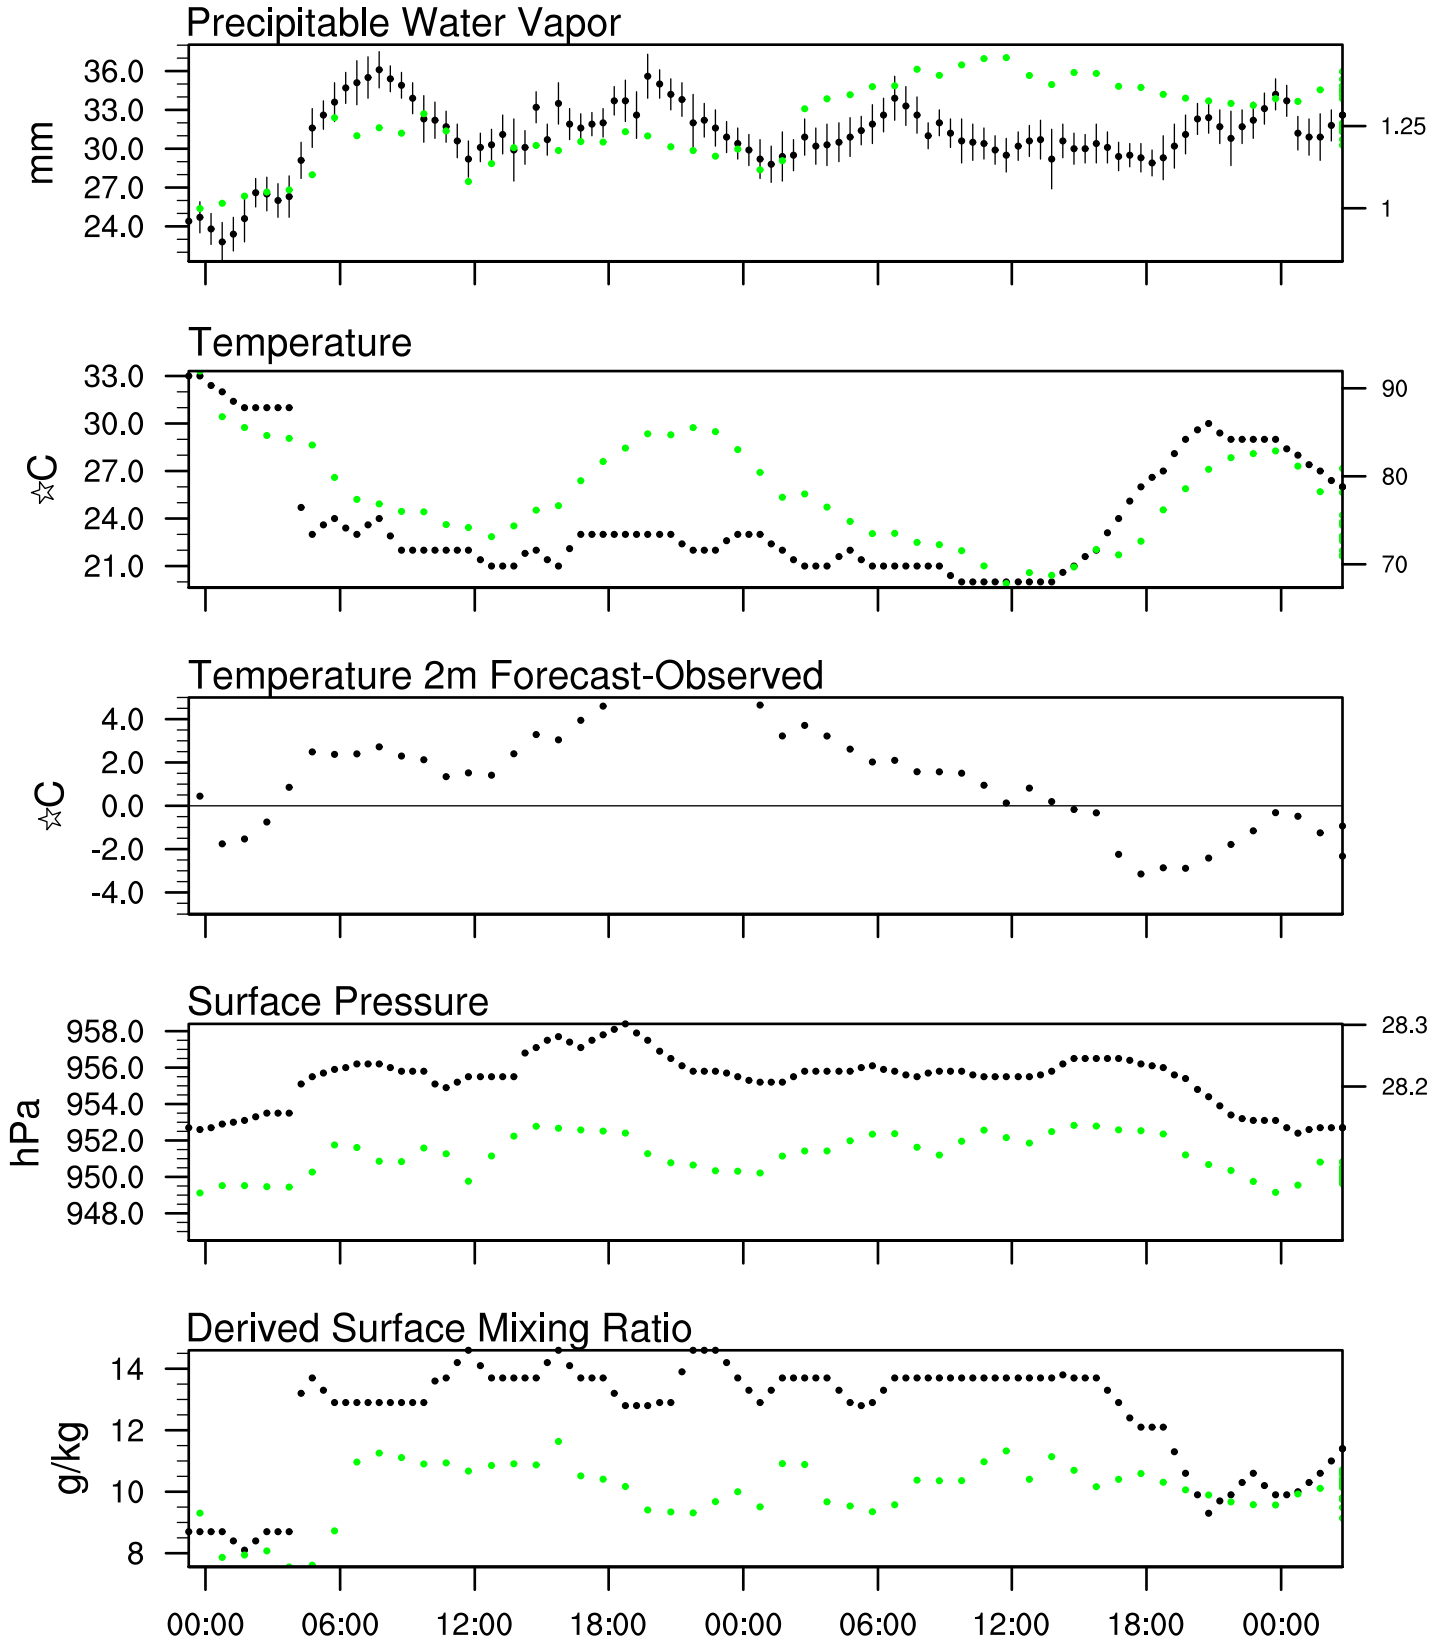 Precipitable Water Vapor
36.0
33.0
30.0
27.0
24.0
mm
1.25
1
Temperature
33.0
30.0
27.0
24.0
21.0
☆C
90
80
70
Temperature 2m Forecast-Observed
4.0
2.0
0.0
-2.0
-4.0
☆C
Surface Pressure
958.0
956.0
954.0
952.0
950.0
948.0
hPa
28.3
28.2
Derived Surface Mixing Ratio
14
12
10
8
g/kg
00:00 06:00 12:00 18:00 00:00 06:00 12:00 18:00 00:00